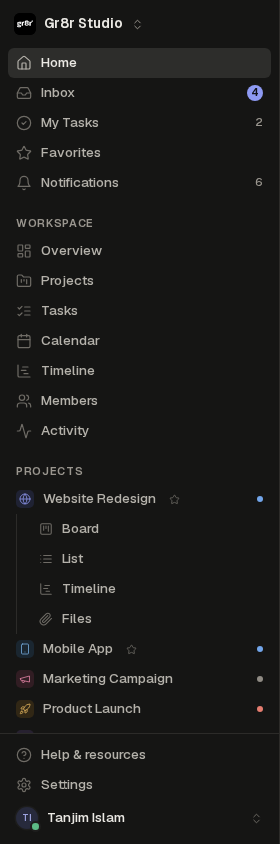 gr8r Gr8r Studio
Home
Inbox 4
My Tasks 2
Favorites
Notifications 6
WORKSPACE
Overview
Projects
Tasks
Calendar
Timeline
Members
Activity
PROJECTS
Website Redesign
Board
List
Timeline
Files
Mobile App
Marketing Campaign
Product Launch
Help & resources
Settings
TI Tanjim Islam